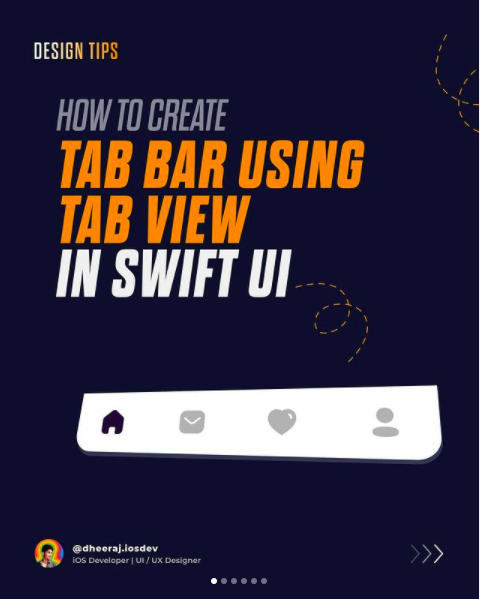 DESIGN TIPS
HOW TO CREATE
TAB BAR USING
TAB VIEW
IN SWIFT UI
@dheeraj.iosdev
iOS Developer | UI / UX Designer